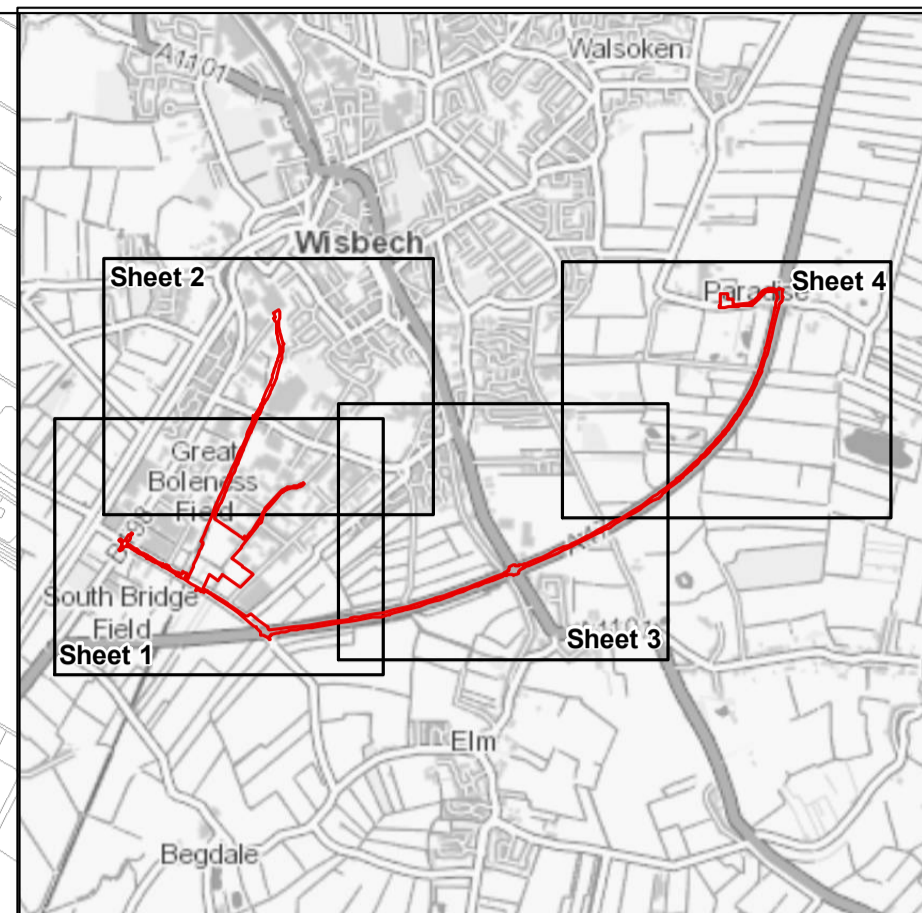 Walsoken
A1101
Wisbech
Sheet 2
Sheet 4
Paradise
Great
Boleness
Field
South Bridge
Field
Sheet 1
Sheet 3
Elm
Begdale